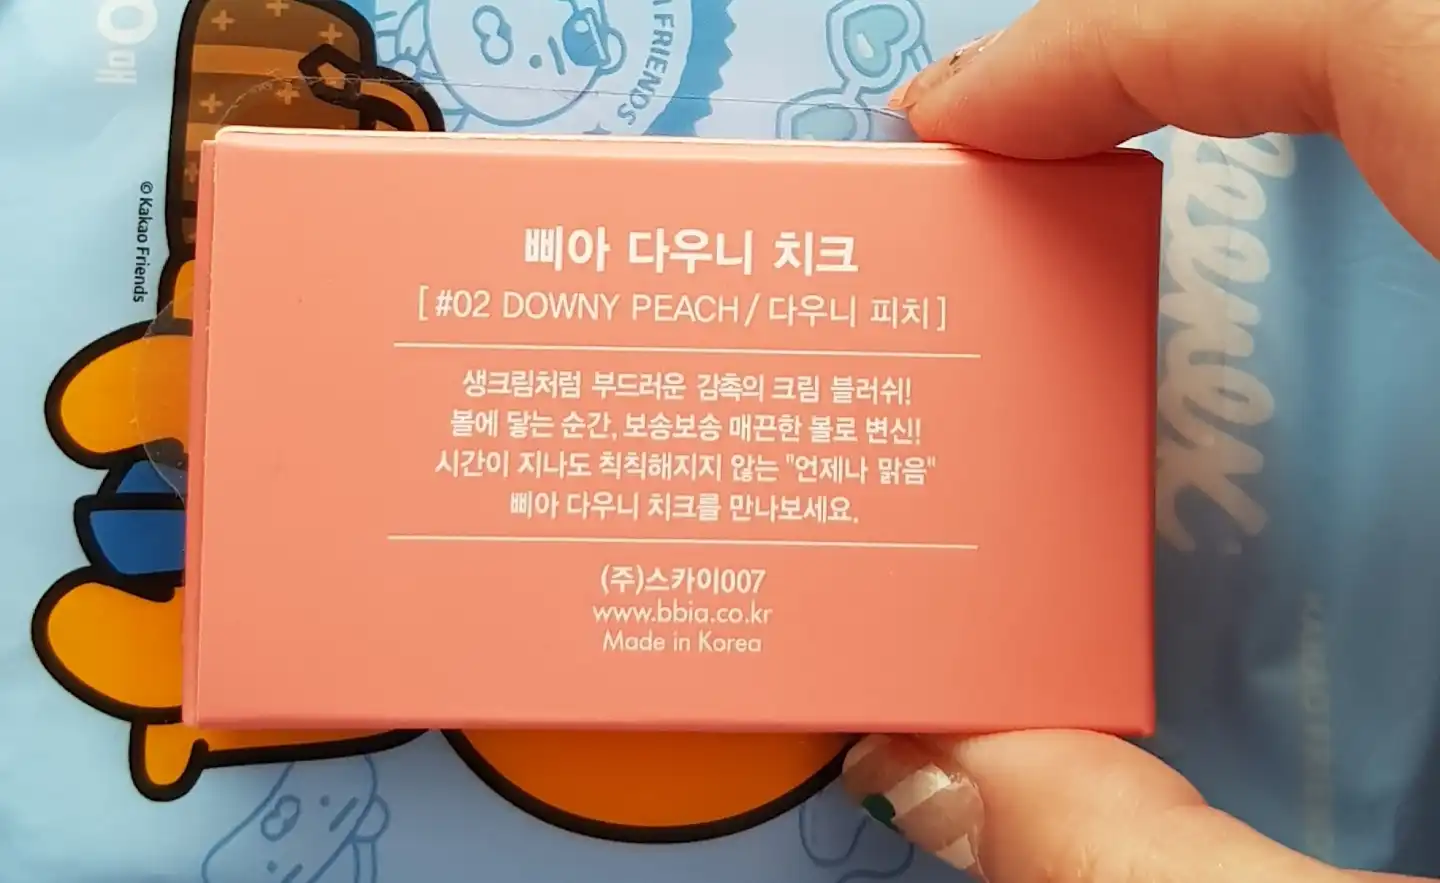 매
FRIENDS
© Kakao Friends
삐아 다우니 치크
[ #02 DOWNY PEACH / 다우니 피치 ]
생크림처럼 부드러운 감촉의 크림 블러쉬!
볼에 닿는 순간, 보송보송 매끈한 볼로 변신!
시간이 지나도 칙칙해지지 않는 "언제나 맑음"
삐아 다우니 치크를 만나보세요.
(주)스카이007
www.bbia.co.kr
Made in Korea